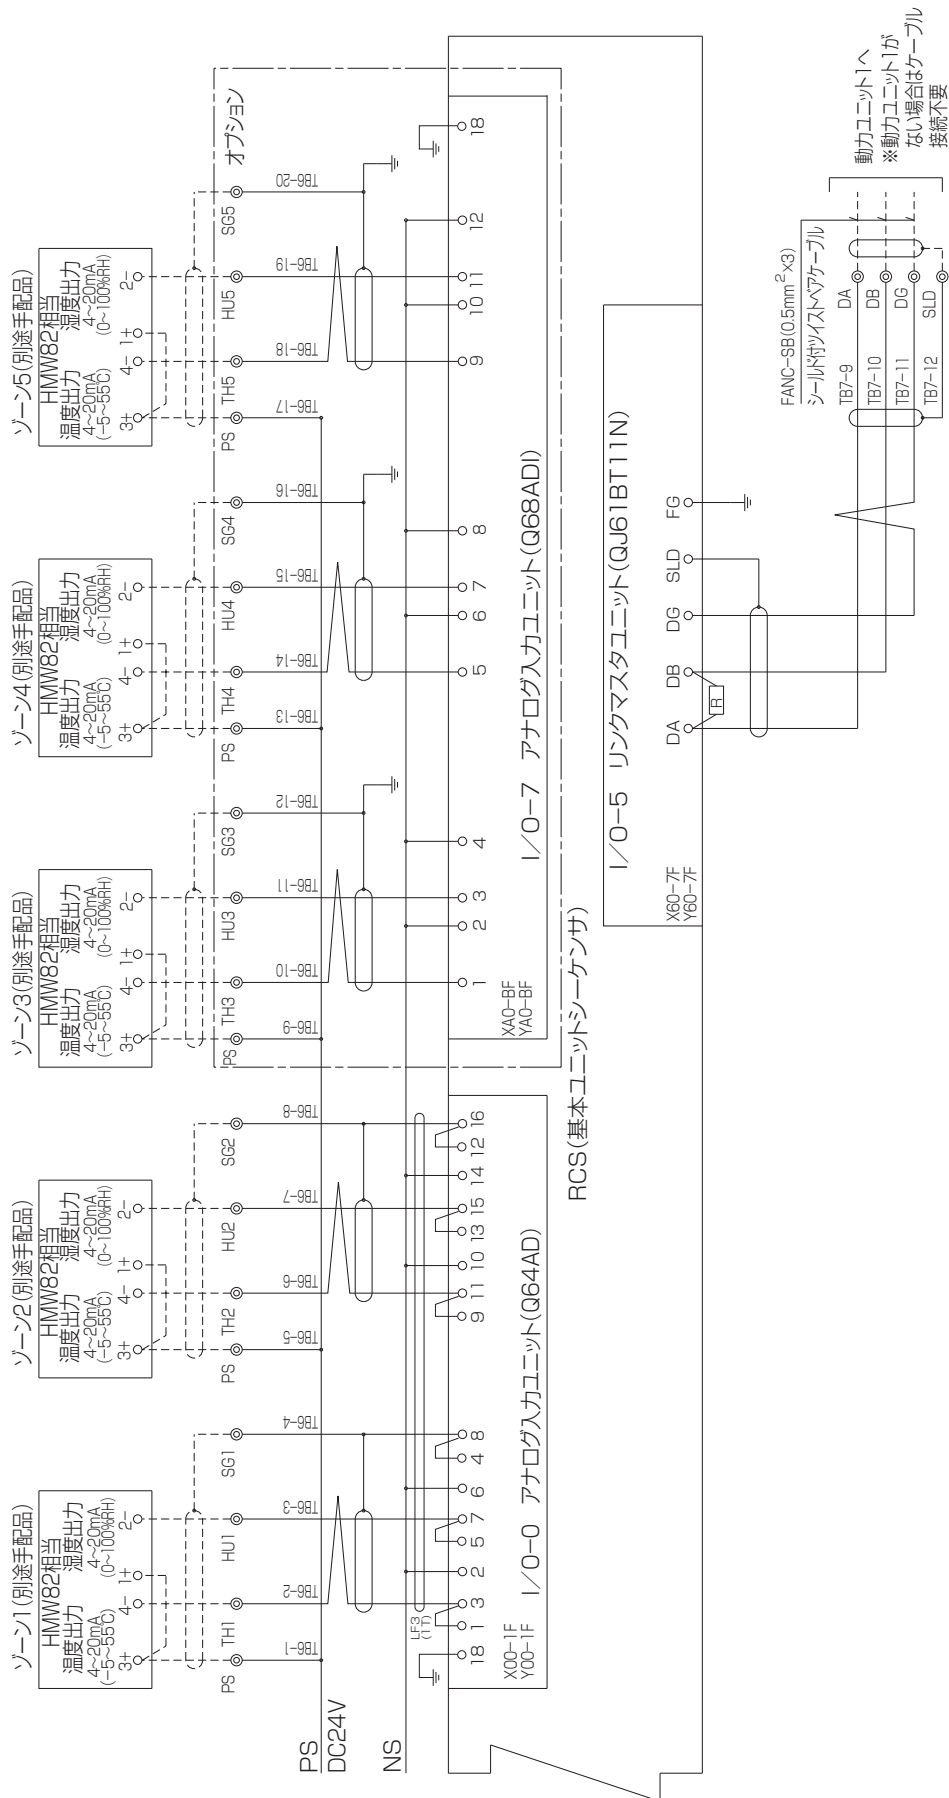 ゾーン1(別途手配品)
HMW82相当
温度出力
4~20mA
(-5~55℃)
湿度出力
4~20mA
(0~100%RH)
3+
4-
1+
2-
ゾーン2(別途手配品)
HMW82相当
温度出力
4~20mA
(-5~55℃)
湿度出力
4~20mA
(0~100%RH)
3+
4-
1+
2-
ゾーン3(別途手配品)
HMW82相当
温度出力
4~20mA
(-5~55℃)
湿度出力
4~20mA
(0~100%RH)
3+
4-
1+
2-
ゾーン4(別途手配品)
HMW82相当
温度出力
4~20mA
(-5~55℃)
湿度出力
4~20mA
(0~100%RH)
3+
4-
1+
2-
ゾーン5(別途手配品)
HMW82相当
温度出力
4~20mA
(-5~55℃)
湿度出力
4~20mA
(0~100%RH)
3+
4-
1+
2-
PS
TH1
HU1
SG1
PS
TH2
HU2
SG2
PS
TH3
HU3
SG3
PS
TH4
HU4
SG4
PS
TH5
HU5
SG5
オプション
TB6-1
TB6-2
TB6-3
TB6-4
TB6-5
TB6-6
TB6-7
TB6-8
TB6-9
TB6-10
TB6-11
TB6-12
TB6-13
TB6-14
TB6-15
TB6-16
TB6-17
TB6-18
TB6-19
TB6-20
PS
DC24V
NS
LF3
(1T)
18
1
3
2
5
7
6
4
8
9
11
10
13
15
14
12
16
X00-1F
Y00-1F
I/O-0 アナログ入力ユニット(Q64AD)
1
2
3
4
5
6
7
8
9
10
11
12
18
XA0-BF
YA0-BF
I/O-7 アナログ入力ユニット(Q68ADI)
RCS(基本ユニットシーケンサ)
I/O-5 リンクマスタユニット(QJ61BT11N)
X60-7F
Y60-7F
DA
DB
DG
SLD
FG
R
FANC-SB(0.5mm²×3)
シールド付ツイストペアケーブル
TB7-9
DA
TB7-10
DB
TB7-11
DG
TB7-12
SLD
動力ユニット1へ
※動力ユニット1が
ない場合はケーブル
接続不要